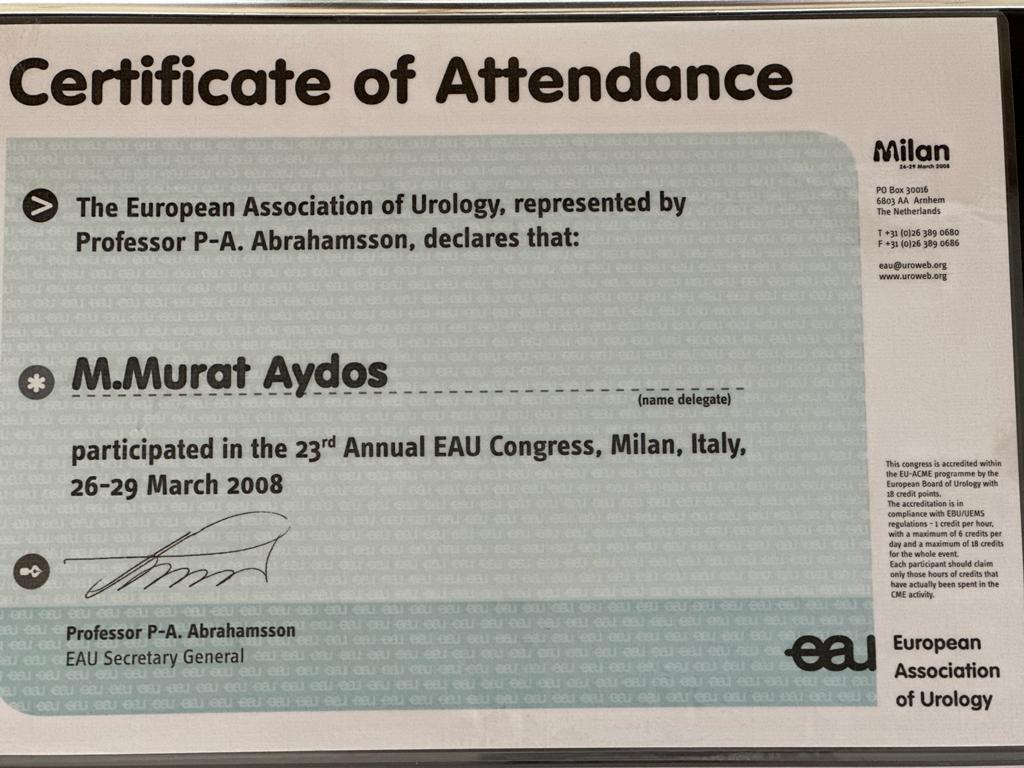 Certificate of Attendance
The European Association of Urology, represented by
Professor P-A. Abrahamsson, declares that:
M.Murat Aydos
(name delegate)
participated in the 23rd Annual EAU Congress, Milan, Italy,
26-29 March 2008
Professor P-A. Abrahamsson
EAU Secretary General
Milan
26-29 March 2008
PO Box 30016
6803 AA Arnhem
The Netherlands
T +31 (0)26 389 0680
F +31 (0)26 389 0686
eau@uroweb.org
www.uroweb.org
This congress is accredited within
the EU-ACME programme by the
European Board of Urology with
18 credit points.
The accreditation is in
compliance with EBU/UEMS
regulations - 1 credit per hour,
with a maximum of 6 credits per
day and a maximum of 18 credits
for the whole event.
Each participant should claim
only those hours of credits that
have actually been spent in the
CME activity.
eau
European
Association
of Urology